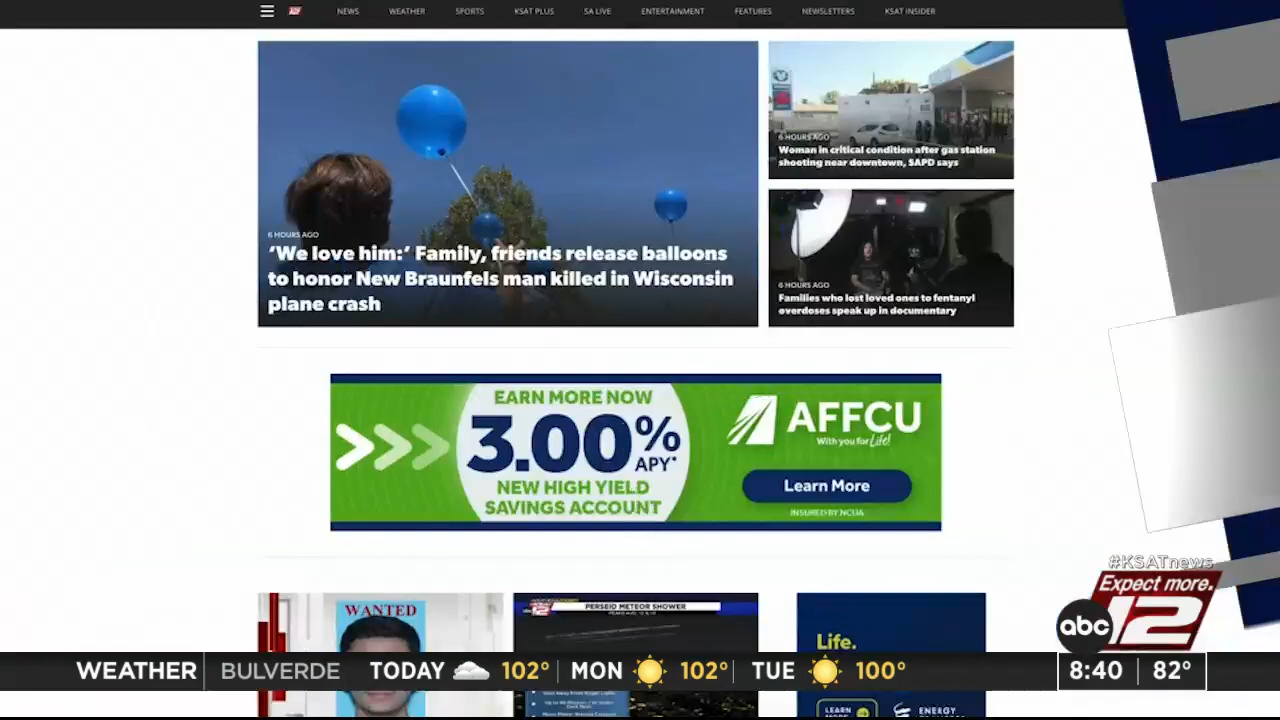 NEWS WEATHER SPORTS KSAT PLUS SA LIVE ENTERTAINMENT FEATURES NEWSLETTERS KSAT INSIDER
6 HOURS AGO
'We love him:' Family, friends release balloons
to honor New Braunfels man killed in Wisconsin
plane crash
6 HOURS AGO
Woman in critical condition after gas station
shooting near downtown, SAPD says
6 HOURS AGO
Families who lost loved ones to fentanyl
overdoses speak up in documentary
EARN MORE NOW
3.00%
APY*
NEW HIGH YIELD
SAVINGS ACCOUNT
AFFCU
With you for Life!
Learn More
INSURED BY NCUA
WANTED
PERSEID METEOR SHOWER
Life.
LEARN
ENERGY
#KSATnews
Expect more.
abc 12
WEATHER BULVERDE TODAY 102° MON 102° TUE 100°
8:40 82°